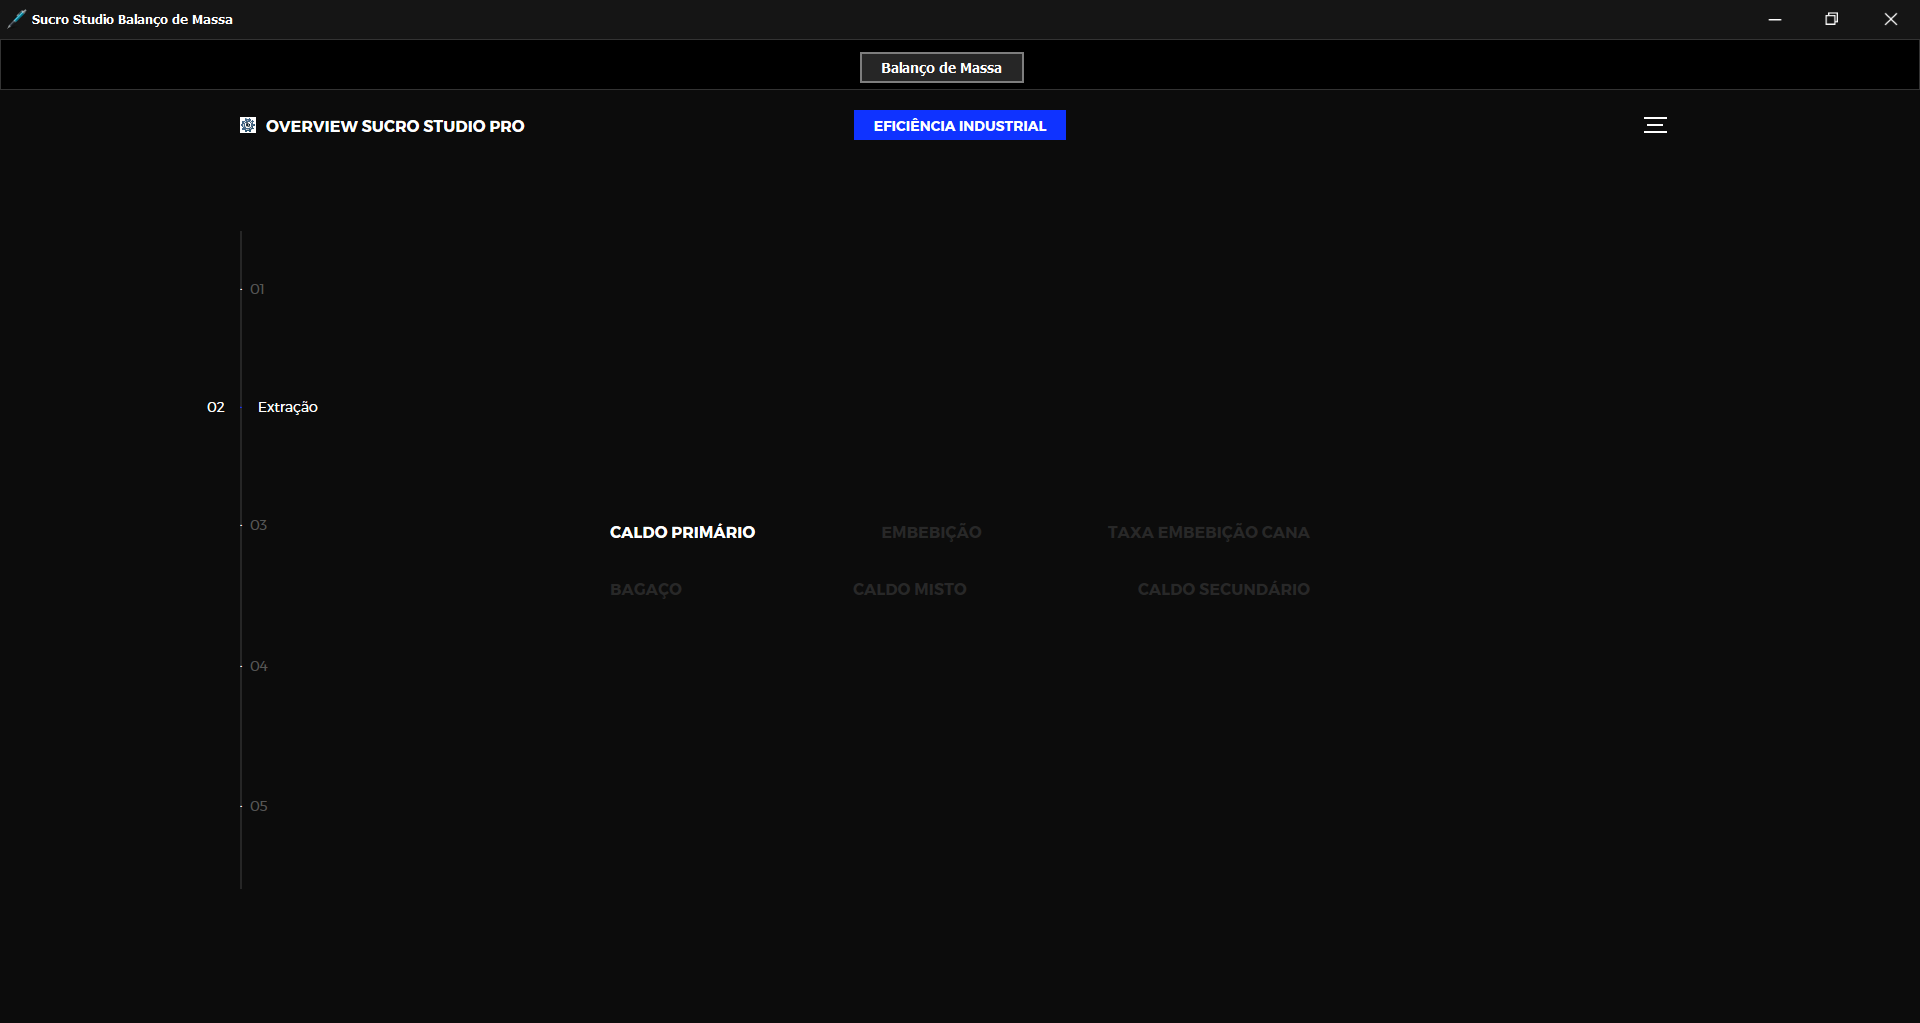 Sucro Studio Balanço de Massa
Balanço de Massa
OVERVIEW SUCRO STUDIO PRO
EFICIÊNCIA INDUSTRIAL
01
02 Extração
03
CALDO PRIMÁRIO EMBEBIÇÃO TAXA EMBEBIÇÃO CANA
BAGAÇO CALDO MISTO CALDO SECUNDÁRIO
04
05